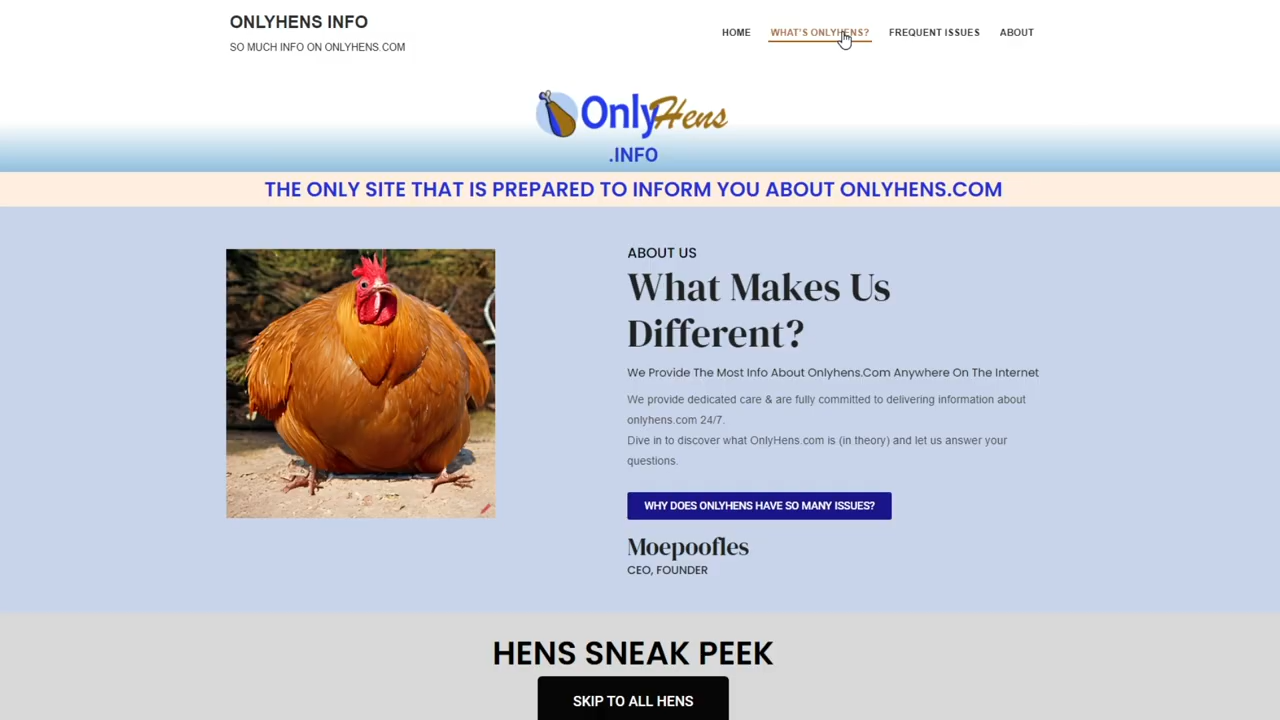 ONLYHENS INFO
SO MUCH INFO ON ONLYHENS.COM
HOME WHAT'S ONLYHENS? FREQUENT ISSUES ABOUT
OnlyHens
.INFO
THE ONLY SITE THAT IS PREPARED TO INFORM YOU ABOUT ONLYHENS.COM
ABOUT US
What Makes Us
Different?
We Provide The Most Info About Onlyhens.Com Anywhere On The Internet
We provide dedicated care & are fully committed to delivering information about
onlyhens.com 24/7.
Dive in to discover what OnlyHens.com is (in theory) and let us answer your
questions.
WHY DOES ONLYHENS HAVE SO MANY ISSUES?
Moepoofles
CEO, FOUNDER
HENS SNEAK PEEK
SKIP TO ALL HENS